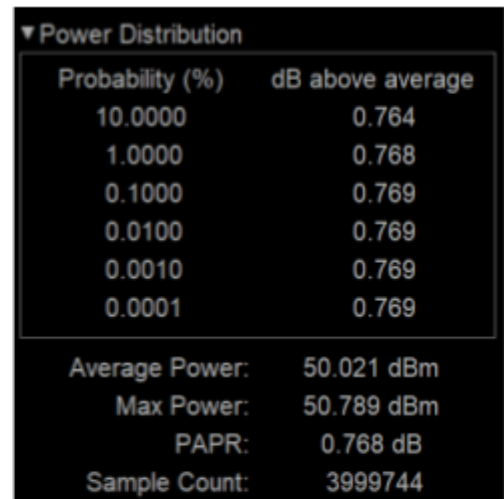 ▼ Power Distribution
Probability (%) dB above average
10.0000 0.764
1.0000 0.768
0.1000 0.769
0.0100 0.769
0.0010 0.769
0.0001 0.769
Average Power: 50.021 dBm
Max Power: 50.789 dBm
PAPR: 0.768 dB
Sample Count: 3999744